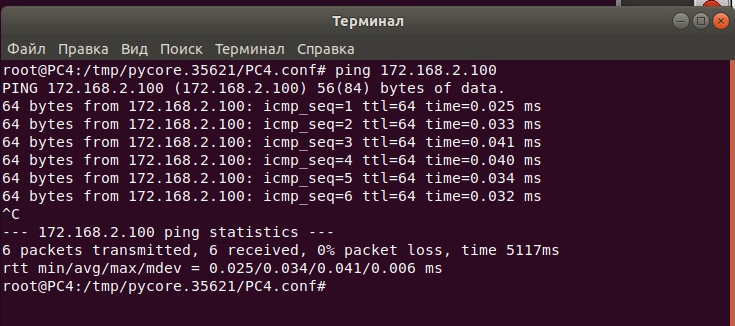 Терминал
Файл Правка Вид Поиск Терминал Справка
root@PC4:/tmp/pycore.35621/PC4.conf# ping 172.168.2.100
PING 172.168.2.100 (172.168.2.100) 56(84) bytes of data.
64 bytes from 172.168.2.100: icmp_seq=1 ttl=64 time=0.025 ms
64 bytes from 172.168.2.100: icmp_seq=2 ttl=64 time=0.033 ms
64 bytes from 172.168.2.100: icmp_seq=3 ttl=64 time=0.041 ms
64 bytes from 172.168.2.100: icmp_seq=4 ttl=64 time=0.040 ms
64 bytes from 172.168.2.100: icmp_seq=5 ttl=64 time=0.034 ms
64 bytes from 172.168.2.100: icmp_seq=6 ttl=64 time=0.032 ms
^C
--- 172.168.2.100 ping statistics ---
6 packets transmitted, 6 received, 0% packet loss, time 5117ms
rtt min/avg/max/mdev = 0.025/0.034/0.041/0.006 ms
root@PC4:/tmp/pycore.35621/PC4.conf#